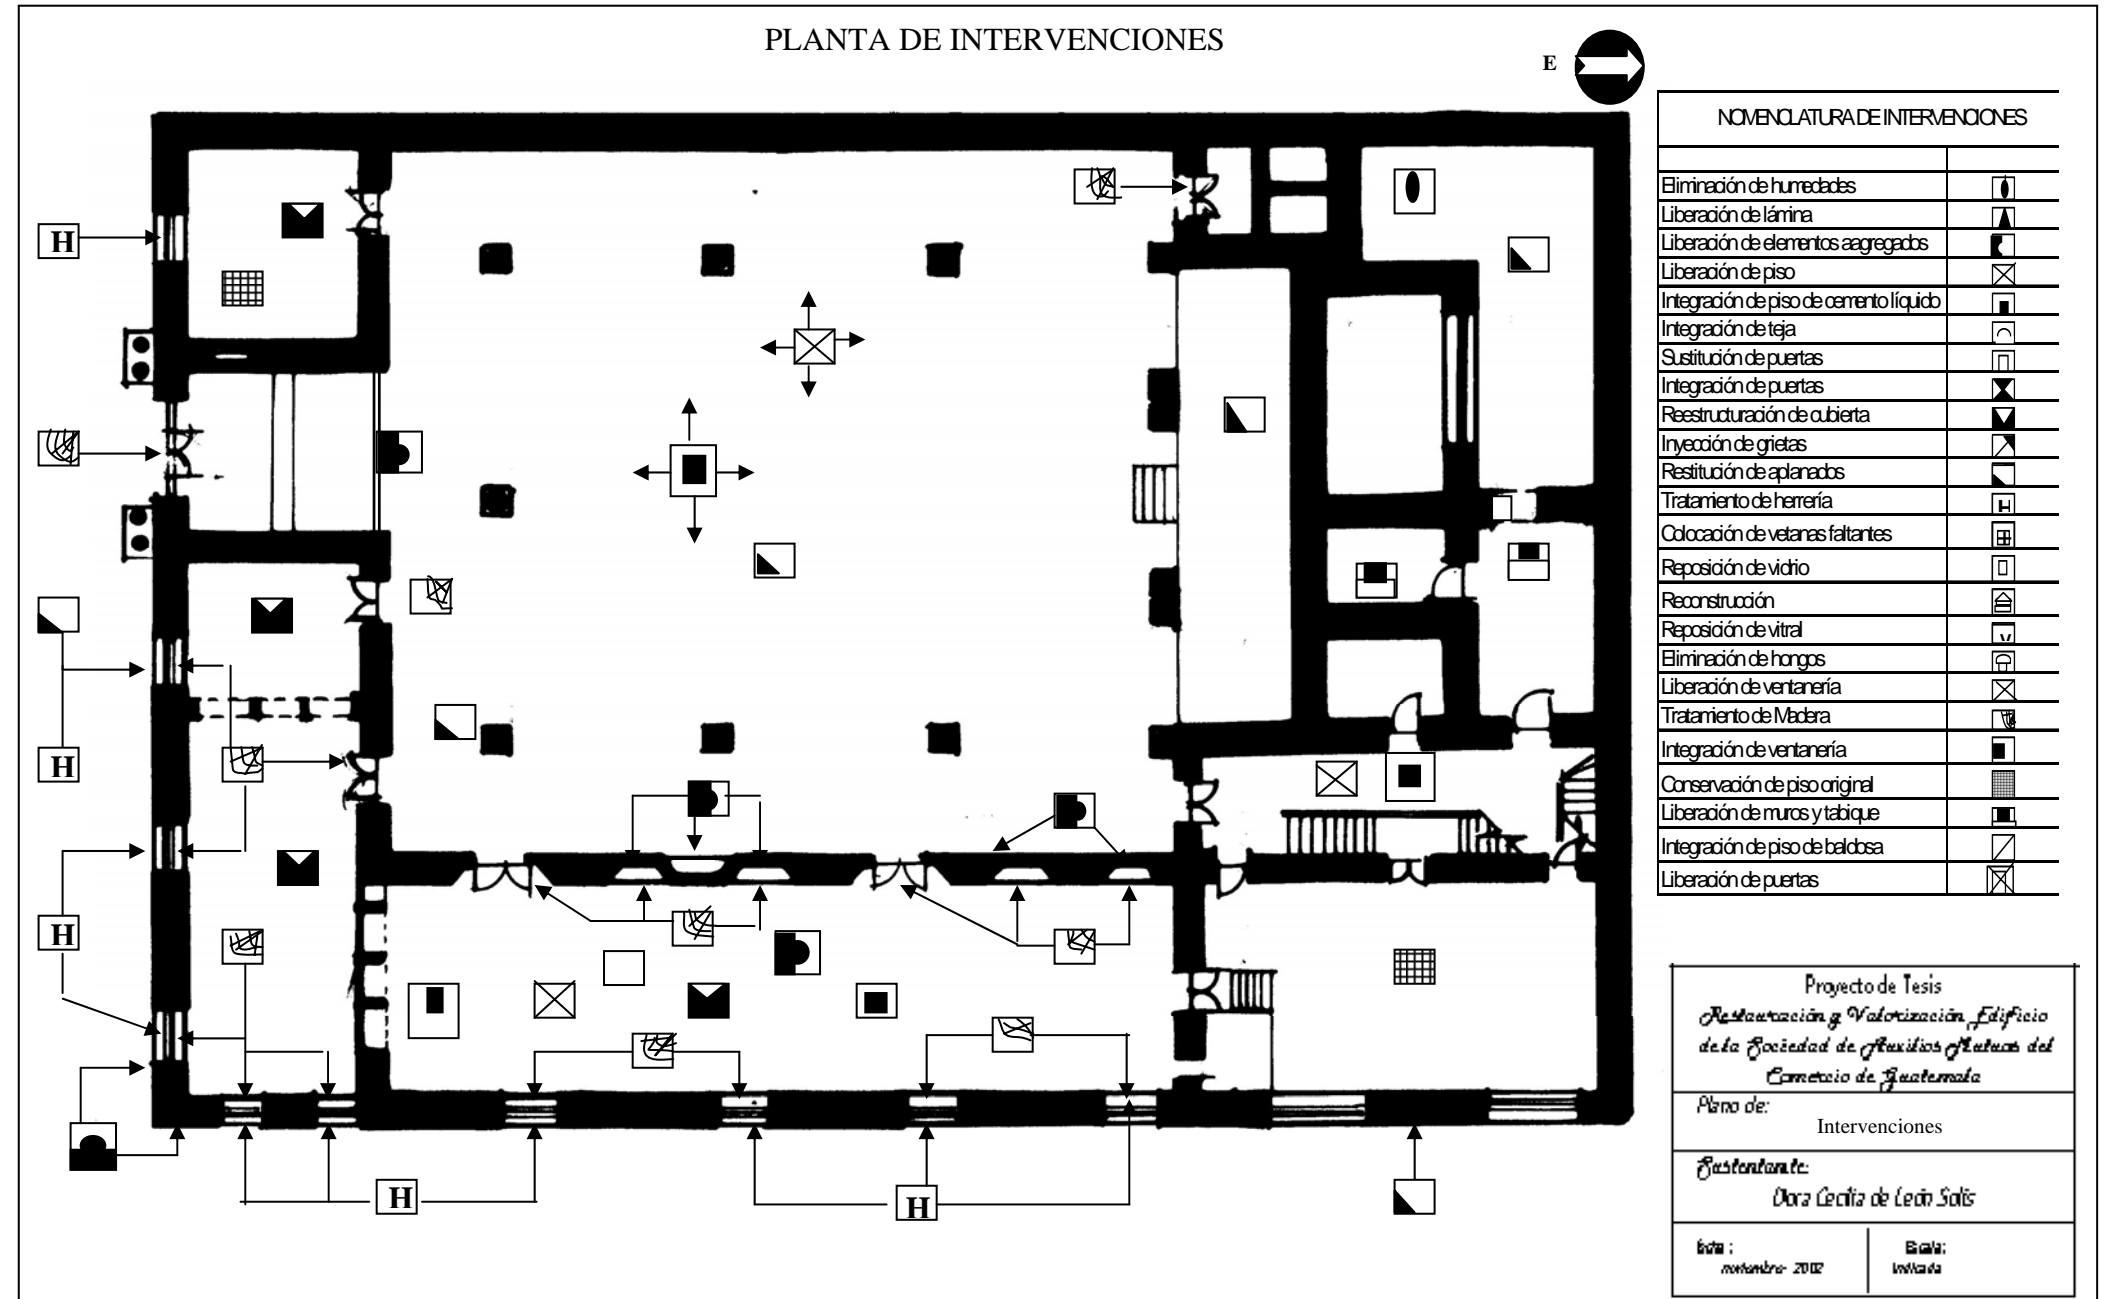 PLANTA DE INTERVENCIONES
E
NOMENCLATURA DE INTERVENCIONES
Eliminación de humedades
Liberación de lámina
Liberación de elementos aagregados
Liberación de piso
Integración de piso de cemento líquido
Integración de teja
Sustitución de puertas
Integración de puertas
Reestructuración de cubierta
Inyección de grietas
Restitución de aplanados
Tratamiento de herrería H
Colocación de vetanas faltantes
Reposición de vidrio
Reconstrucción
Reposición de vitral V
Eliminación de hongos
Liberación de ventanería
Tratamiento de Madera
Integración de ventanería
Conservación de piso original
Liberación de muros y tabique
Integración de piso de baldosa
Liberación de puertas
H
H
H
H
H
Proyecto de Tesis
Restauración y Valorización Edificio
de la Sociedad de Auxilios Mutuos del
Comercio de Guatemala
Plano de:
Intervenciones
Sustentante:
Cecilia de León Solis
fecha :
Escala:
noviembre- 2002
Indicada